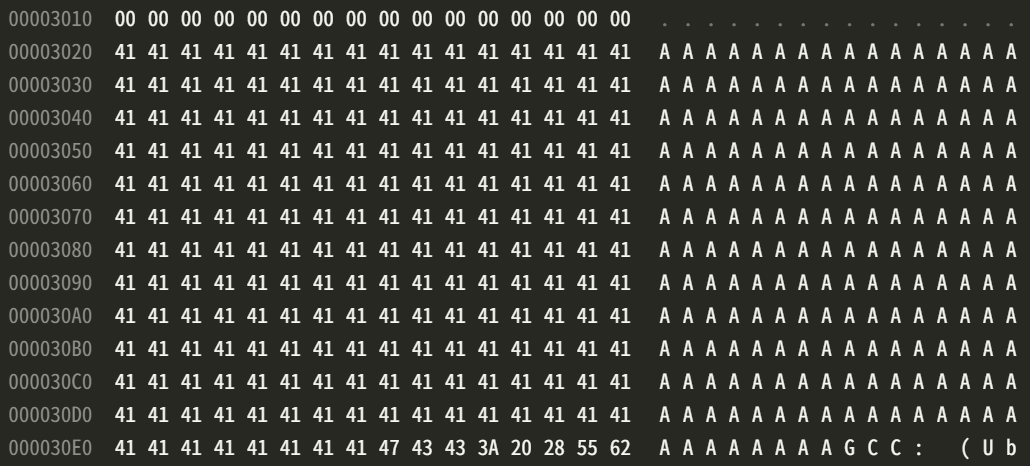 00003010 00 00 00 00 00 00 00 00 00 00 00 00 00 00 00 00 . . . . . . . . . . . . . . . .
00003020 41 41 41 41 41 41 41 41 41 41 41 41 41 41 41 41 A A A A A A A A A A A A A A A A
00003030 41 41 41 41 41 41 41 41 41 41 41 41 41 41 41 41 A A A A A A A A A A A A A A A A
00003040 41 41 41 41 41 41 41 41 41 41 41 41 41 41 41 41 A A A A A A A A A A A A A A A A
00003050 41 41 41 41 41 41 41 41 41 41 41 41 41 41 41 41 A A A A A A A A A A A A A A A A
00003060 41 41 41 41 41 41 41 41 41 41 41 41 41 41 41 41 A A A A A A A A A A A A A A A A
00003070 41 41 41 41 41 41 41 41 41 41 41 41 41 41 41 41 A A A A A A A A A A A A A A A A
00003080 41 41 41 41 41 41 41 41 41 41 41 41 41 41 41 41 A A A A A A A A A A A A A A A A
00003090 41 41 41 41 41 41 41 41 41 41 41 41 41 41 41 41 A A A A A A A A A A A A A A A A
000030A0 41 41 41 41 41 41 41 41 41 41 41 41 41 41 41 41 A A A A A A A A A A A A A A A A
000030B0 41 41 41 41 41 41 41 41 41 41 41 41 41 41 41 41 A A A A A A A A A A A A A A A A
000030C0 41 41 41 41 41 41 41 41 41 41 41 41 41 41 41 41 A A A A A A A A A A A A A A A A
000030D0 41 41 41 41 41 41 41 41 41 41 41 41 41 41 41 41 A A A A A A A A A A A A A A A A
000030E0 41 41 41 41 41 41 41 41 47 43 43 3A 20 28 55 62 A A A A A A A A G C C : ( U b